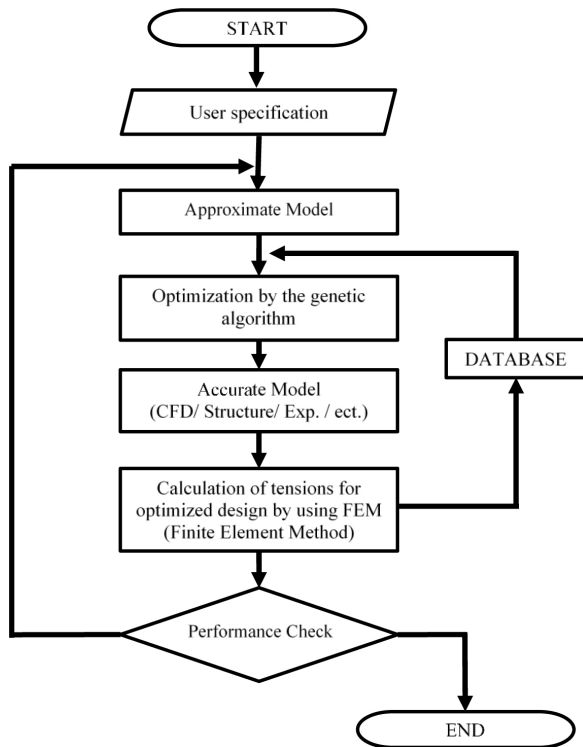 START
User specification
Approximate Model
Optimization by the genetic
algorithm
DATABASE
Accurate Model
(CFD/ Structure/ Exp. / ect.)
Calculation of tensions for
optimized design by using FEM
(Finite Element Method)
Performance Check
END